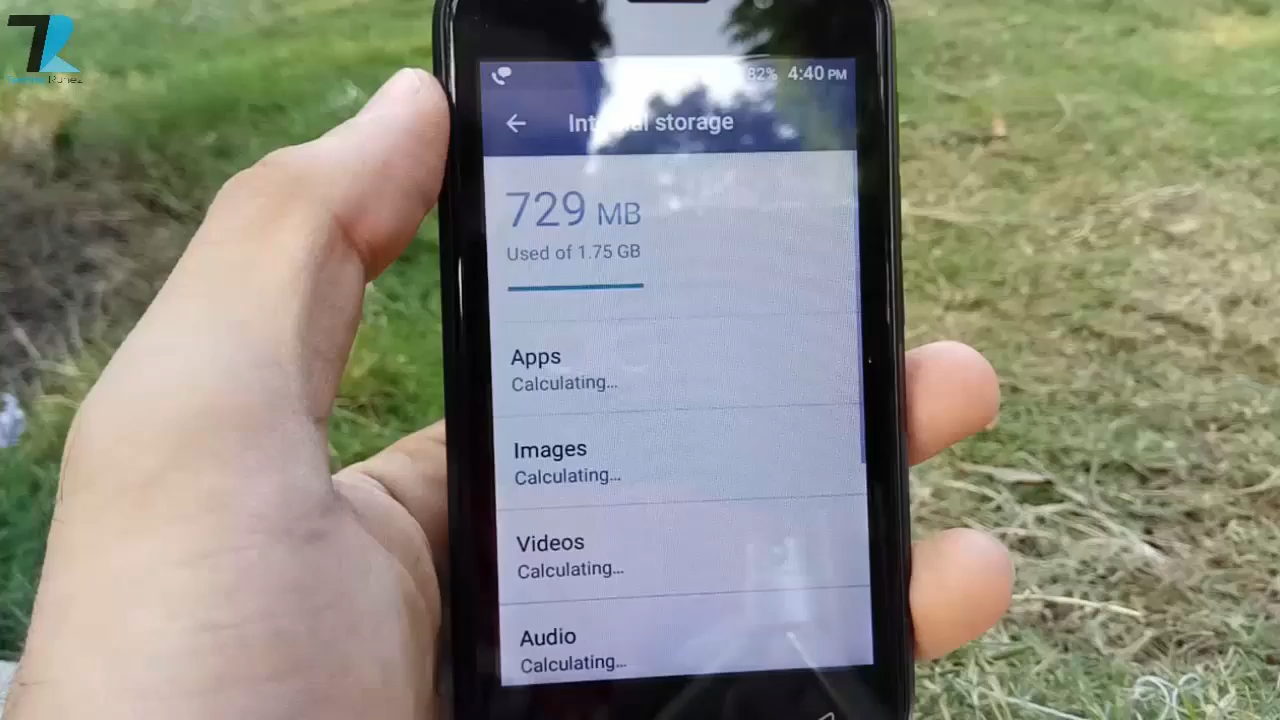 82% 4:40 PM
Internal storage
729 MB
Used of 1.75 GB
Apps
Calculating...
Images
Calculating...
Videos
Calculating...
Audio
Calculating...